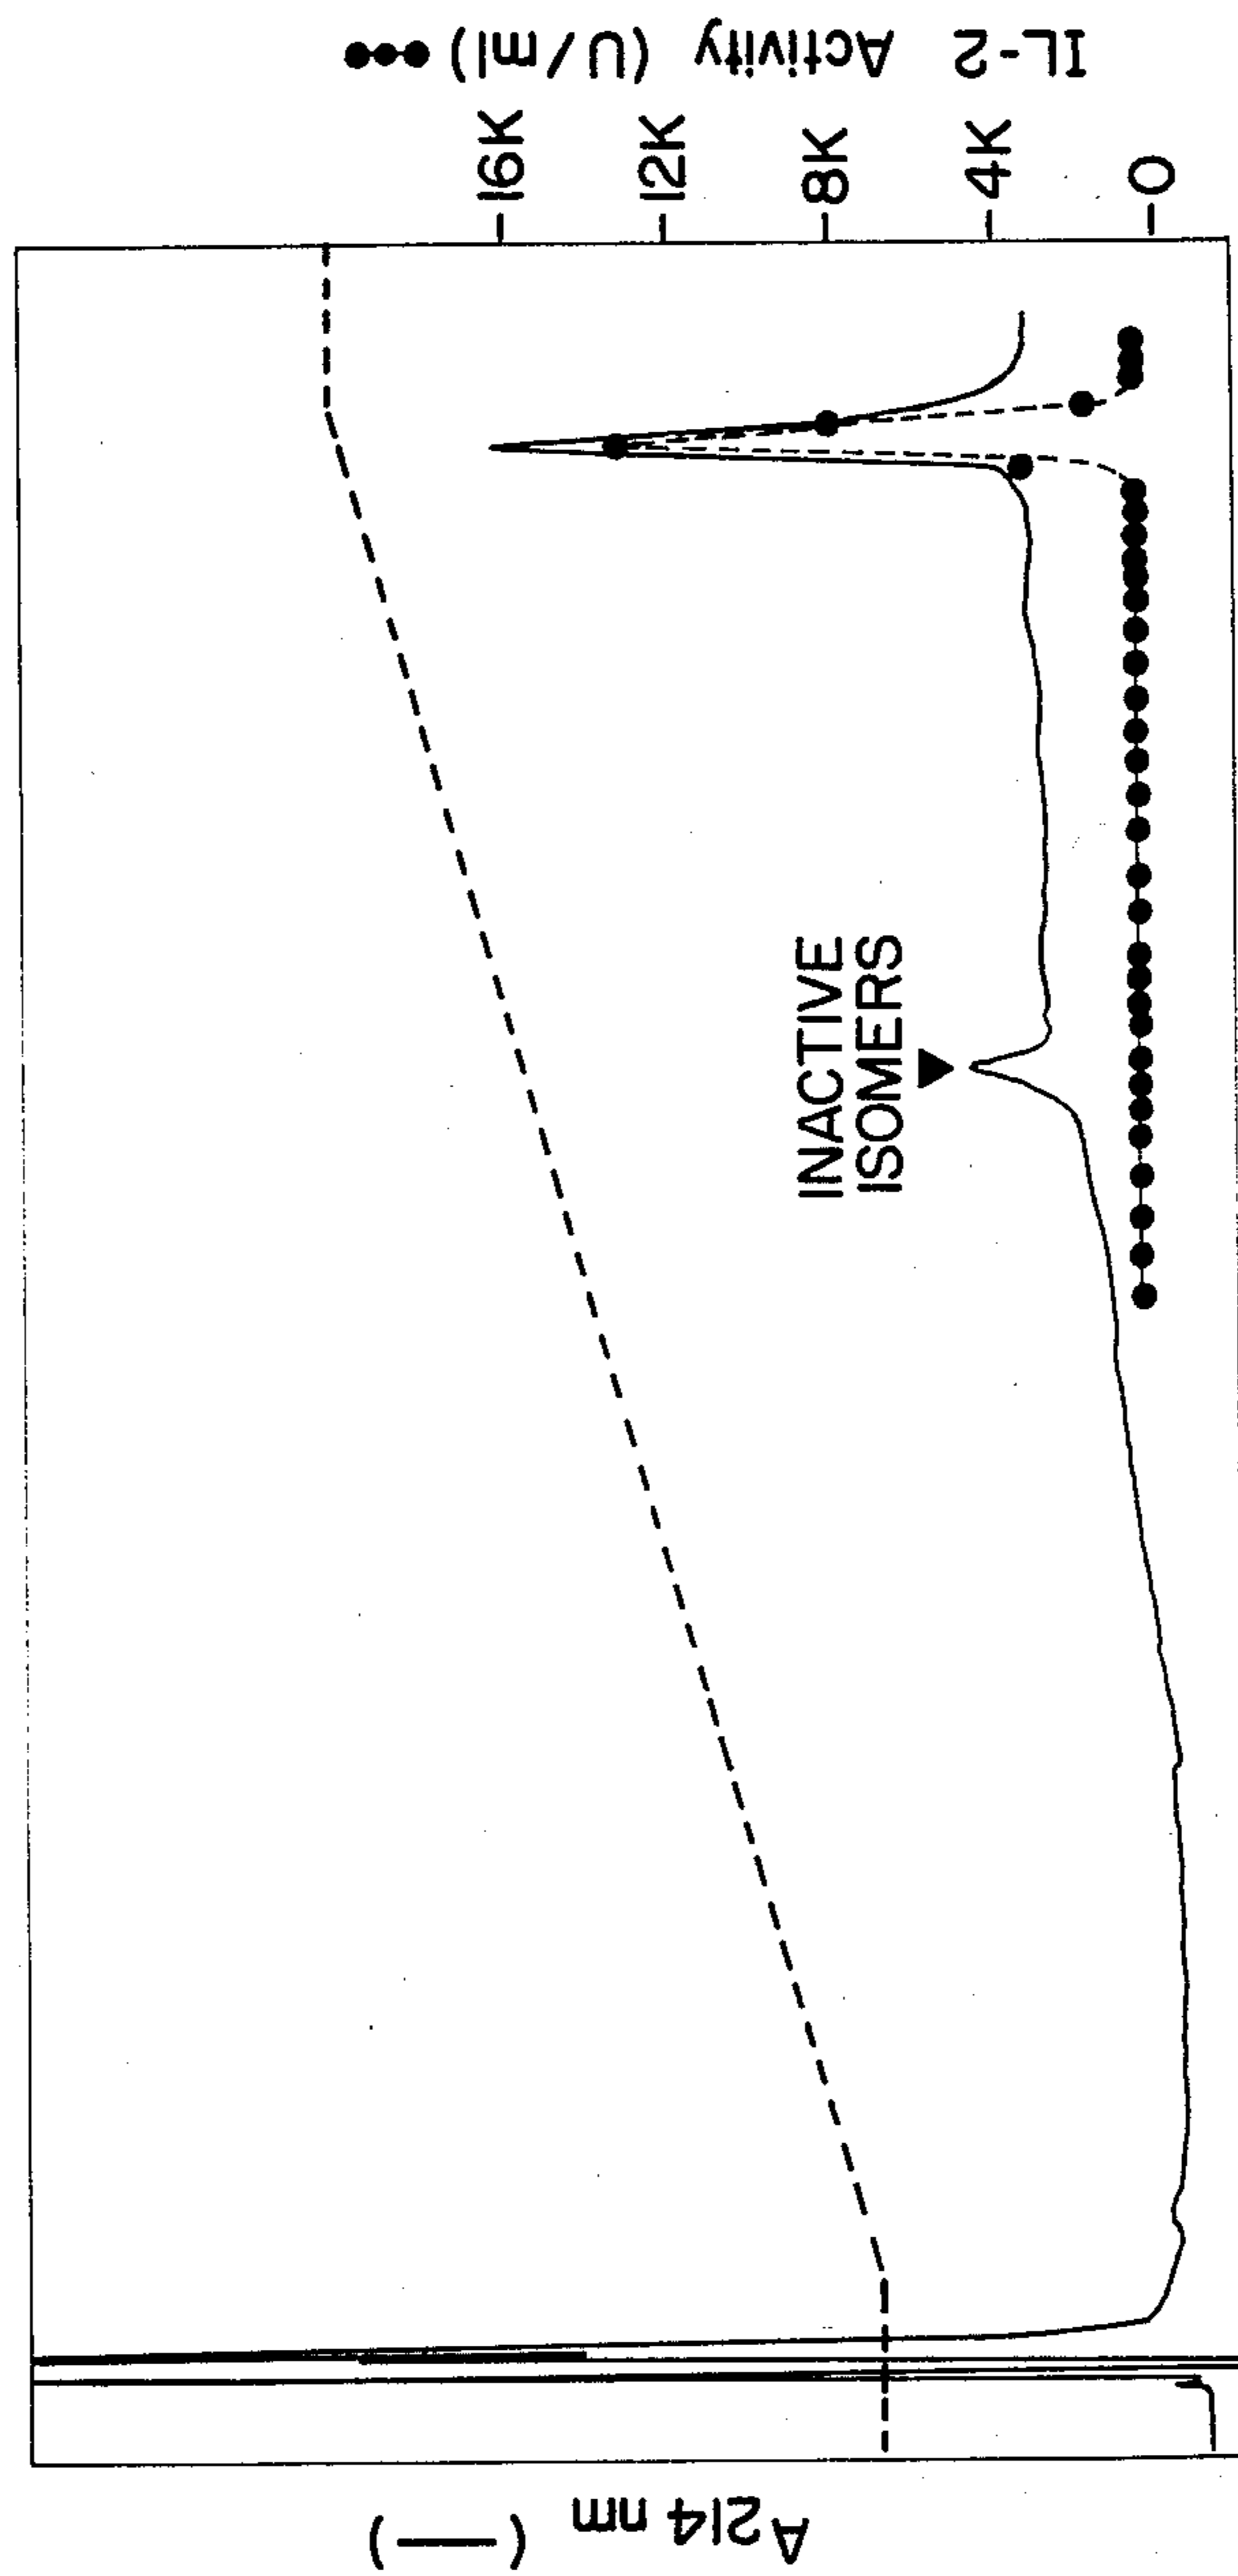 A214 nm (—)
INACTIVE
ISOMERS
-16K
-12K
-8K
-4K
-0
IL-2 Activity (U/ml)